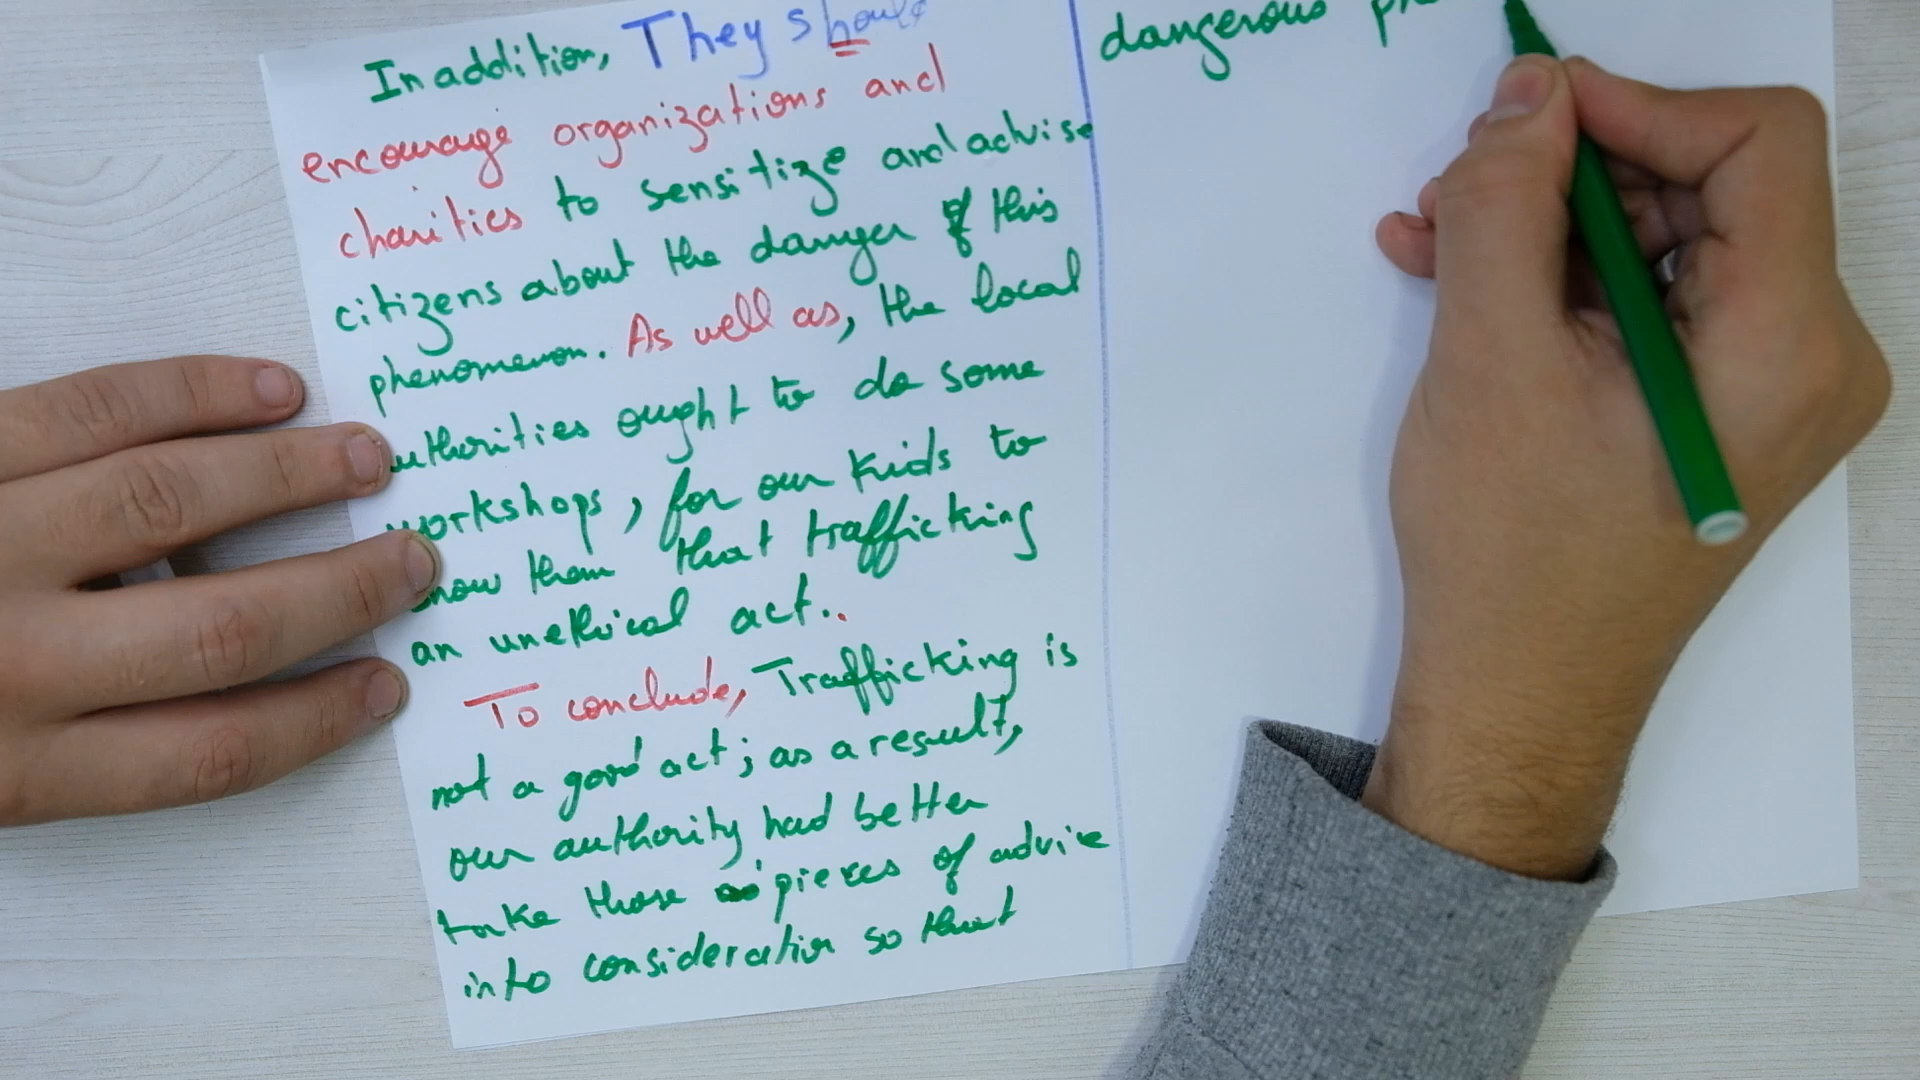 In addition, They should
encourage organizations and
charities to sensitize and advise
citizens about the danger of this
phenomenon. As well as, the local
authorities ought to do some
workshops, for our kids to
know them that trafficking
an unethical act..
To conclude, Trafficking is
not a good act; as a result,
our authority had better
take those pieces of advice
into consideration so that
dangerous